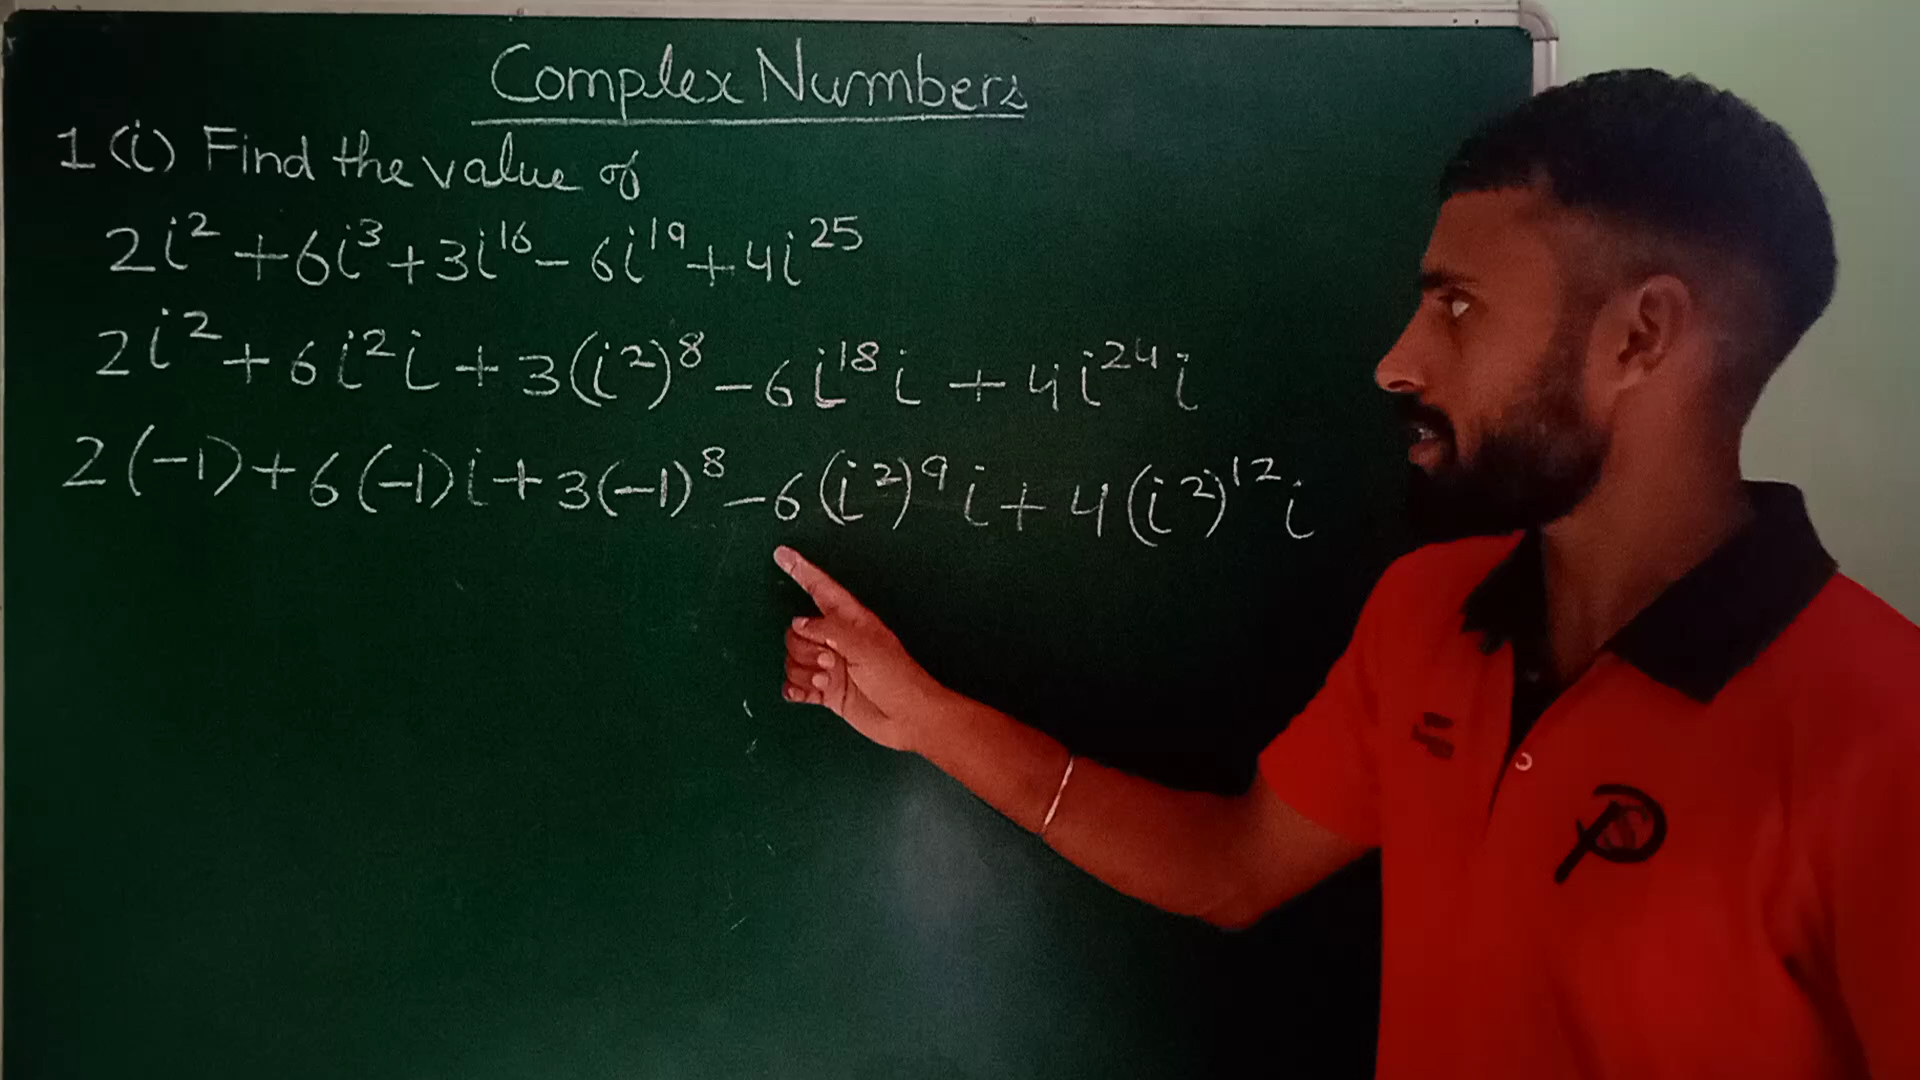 Complex Numbers
1(i) Find the value of
2i² + 6i³ + 3i¹⁶ - 6i¹⁹ + 4i²⁵
2i² + 6i²i + 3(i²)⁸ - 6i¹⁸i + 4i²⁴i
2(-1) + 6(-1)i + 3(-1)⁸ - 6(i²)⁹i + 4(i²)¹²i